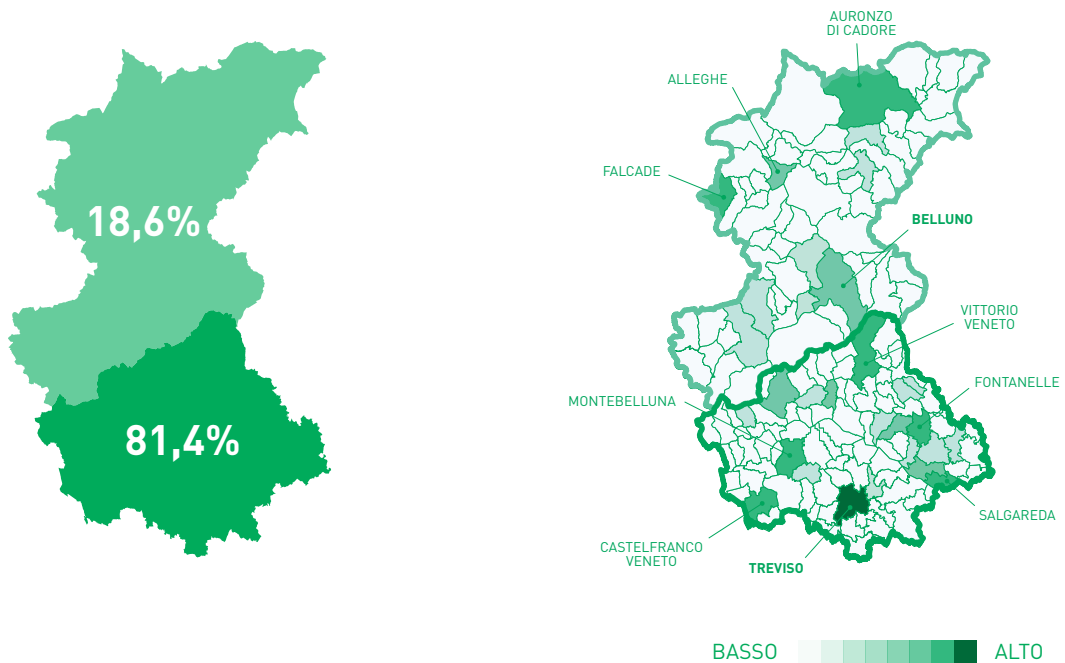 18,6%
81,4%
AURONZO
DI CADORE
ALLEGHE
FALCADE
BELLUNO
VITTORIO
VENETO
FONTANELLE
MONTEBELLUNA
SALGAREDA
CASTELFRANCO
VENETO
TREVISO
BASSO
ALTO